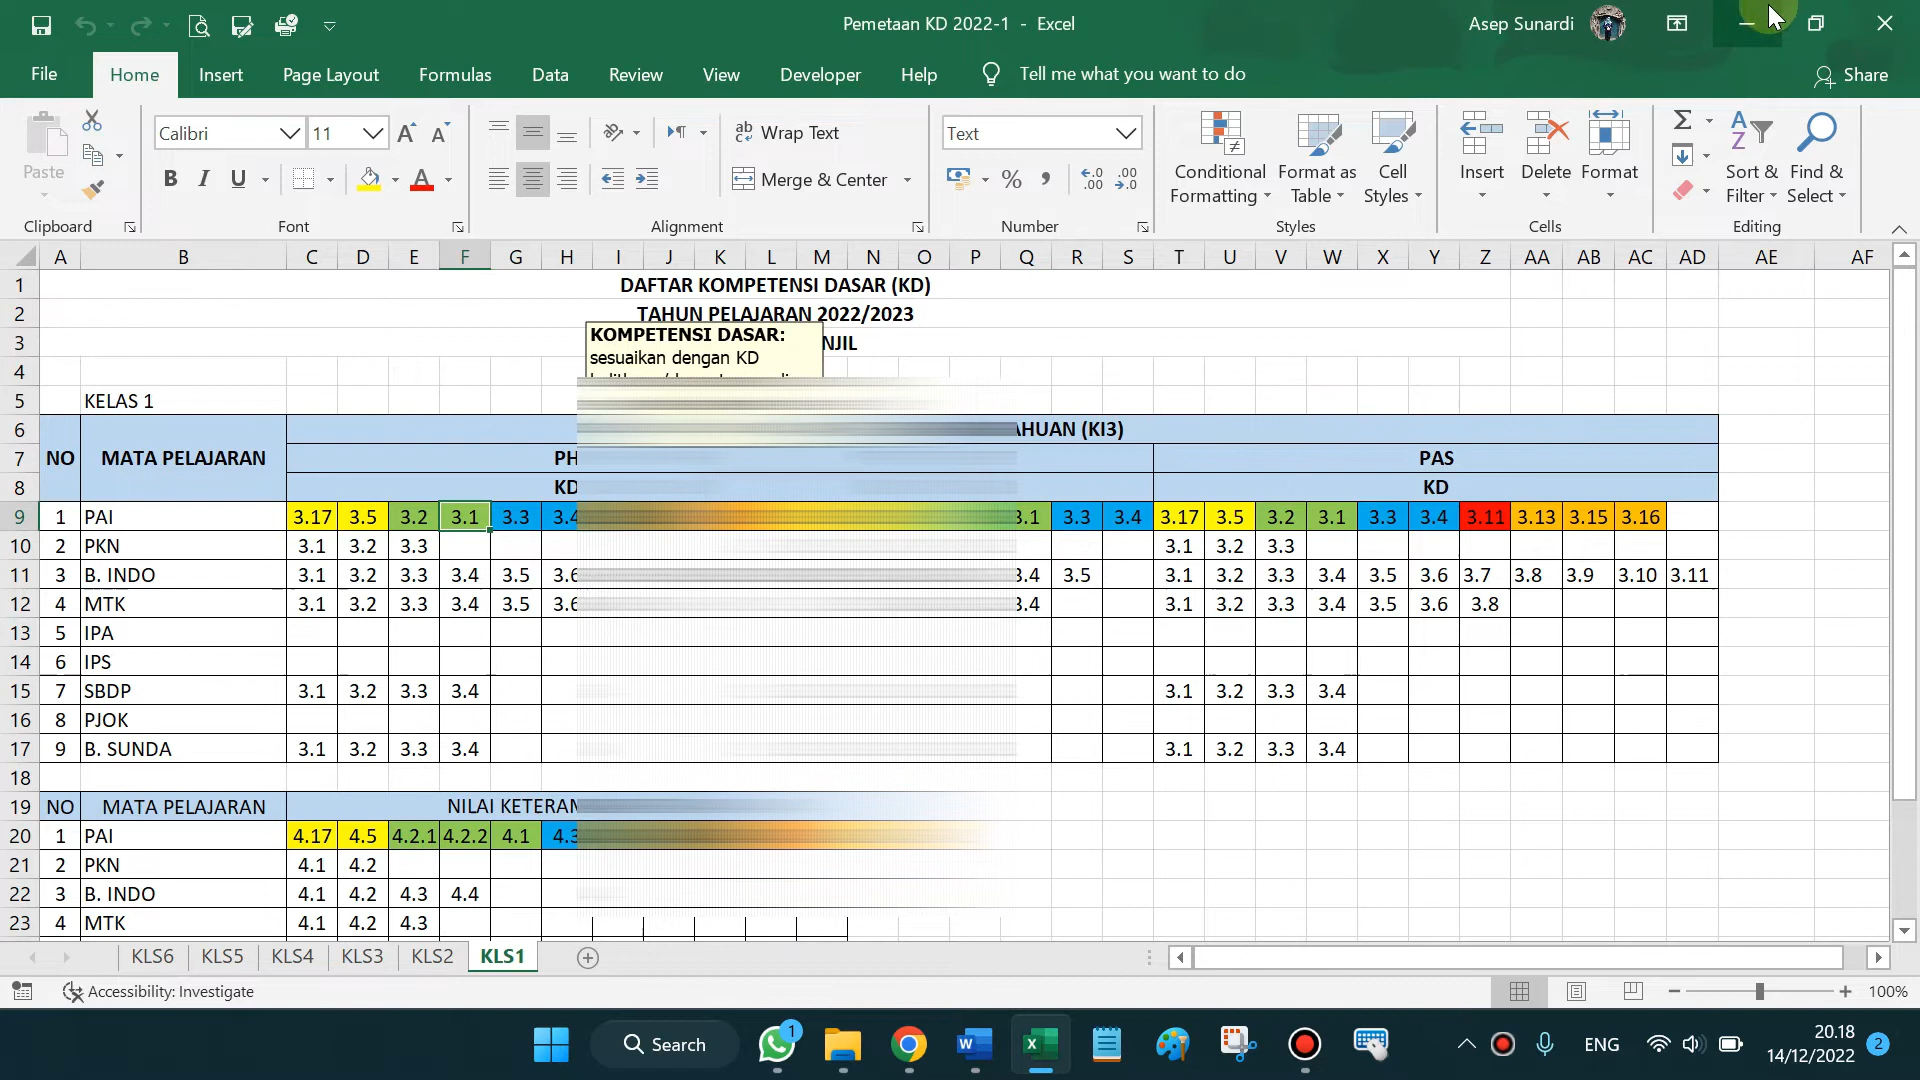 Pemetaan KD 2022-1 - Excel
Asep Sunardi
File Home Insert Page Layout Formulas Data Review View Developer Help Tell me what you want to do Share
Calibri 11
Wrap Text
Text
Paste
B I U
Merge & Center
Conditional Formatting
Format as Table
Cell Styles
Insert Delete Format
Sort & Filter
Find & Select
Clipboard Font Alignment Number Styles Cells Editing
A B C D E F G H I J K L M N O P Q R S T U V W X Y Z AA AB AC AD AE AF
1 DAFTAR KOMPETENSI DASAR (KD)
2 TAHUN PELAJARAN 2022/2023
3 NJIL
KOMPETENSI DASAR:
sesuaikan dengan KD
4
5 KELAS 1
6 AHUAN (KI3)
7 NO MATA PELAJARAN PH PAS
8 KD KD
9 1 PAI 3.17 3.5 3.2 3.1 3.3 3.4 3.1 3.3 3.4 3.17 3.5 3.2 3.1 3.3 3.4 3.11 3.13 3.15 3.16
10 2 PKN 3.1 3.2 3.3 3.1 3.2 3.3
11 3 B. INDO 3.1 3.2 3.3 3.4 3.5 3.6 3.4 3.5 3.1 3.2 3.3 3.4 3.5 3.6 3.7 3.8 3.9 3.10 3.11
12 4 MTK 3.1 3.2 3.3 3.4 3.5 3.6 3.4 3.1 3.2 3.3 3.4 3.5 3.6 3.8
13 5 IPA
14 6 IPS
15 7 SBDP 3.1 3.2 3.3 3.4 3.1 3.2 3.3 3.4
16 8 PJOK
17 9 B. SUNDA 3.1 3.2 3.3 3.4 3.1 3.2 3.3 3.4
18
19 NO MATA PELAJARAN NILAI KETERAM
20 1 PAI 4.17 4.5 4.2.1 4.2.2 4.1 4.3
21 2 PKN 4.1 4.2
22 3 B. INDO 4.1 4.2 4.3 4.4
23 4 MTK 4.1 4.2 4.3
KLS6 KLS5 KLS4 KLS3 KLS2 KLS1
Accessibility: Investigate
100%
Search
1
ENG
20.18
14/12/2022
2